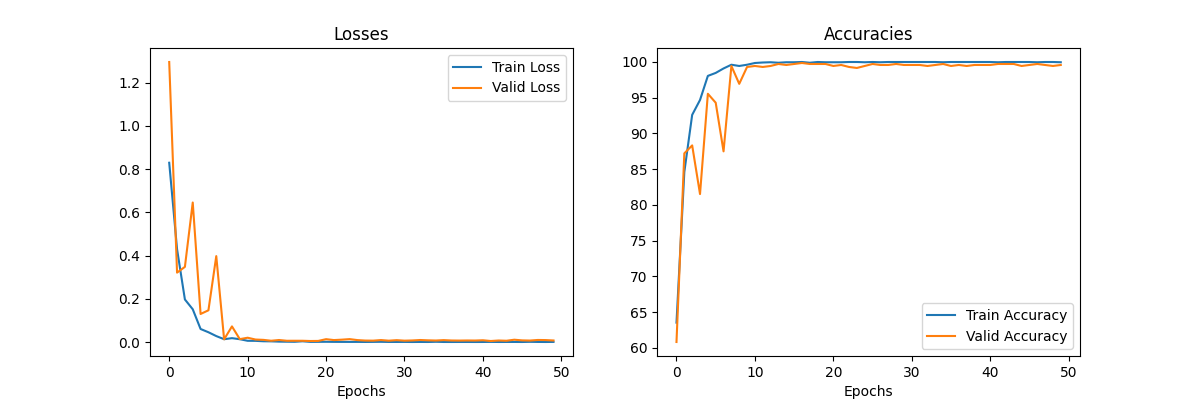 Losses
Train Loss
Valid Loss
1.2
1.0
0.8
0.6
0.4
0.2
0.0
0 10 20 30 40 50
Epochs
Accuracies
100
95
90
85
80
75
70
65
60
Train Accuracy
Valid Accuracy
0 10 20 30 40 50
Epochs